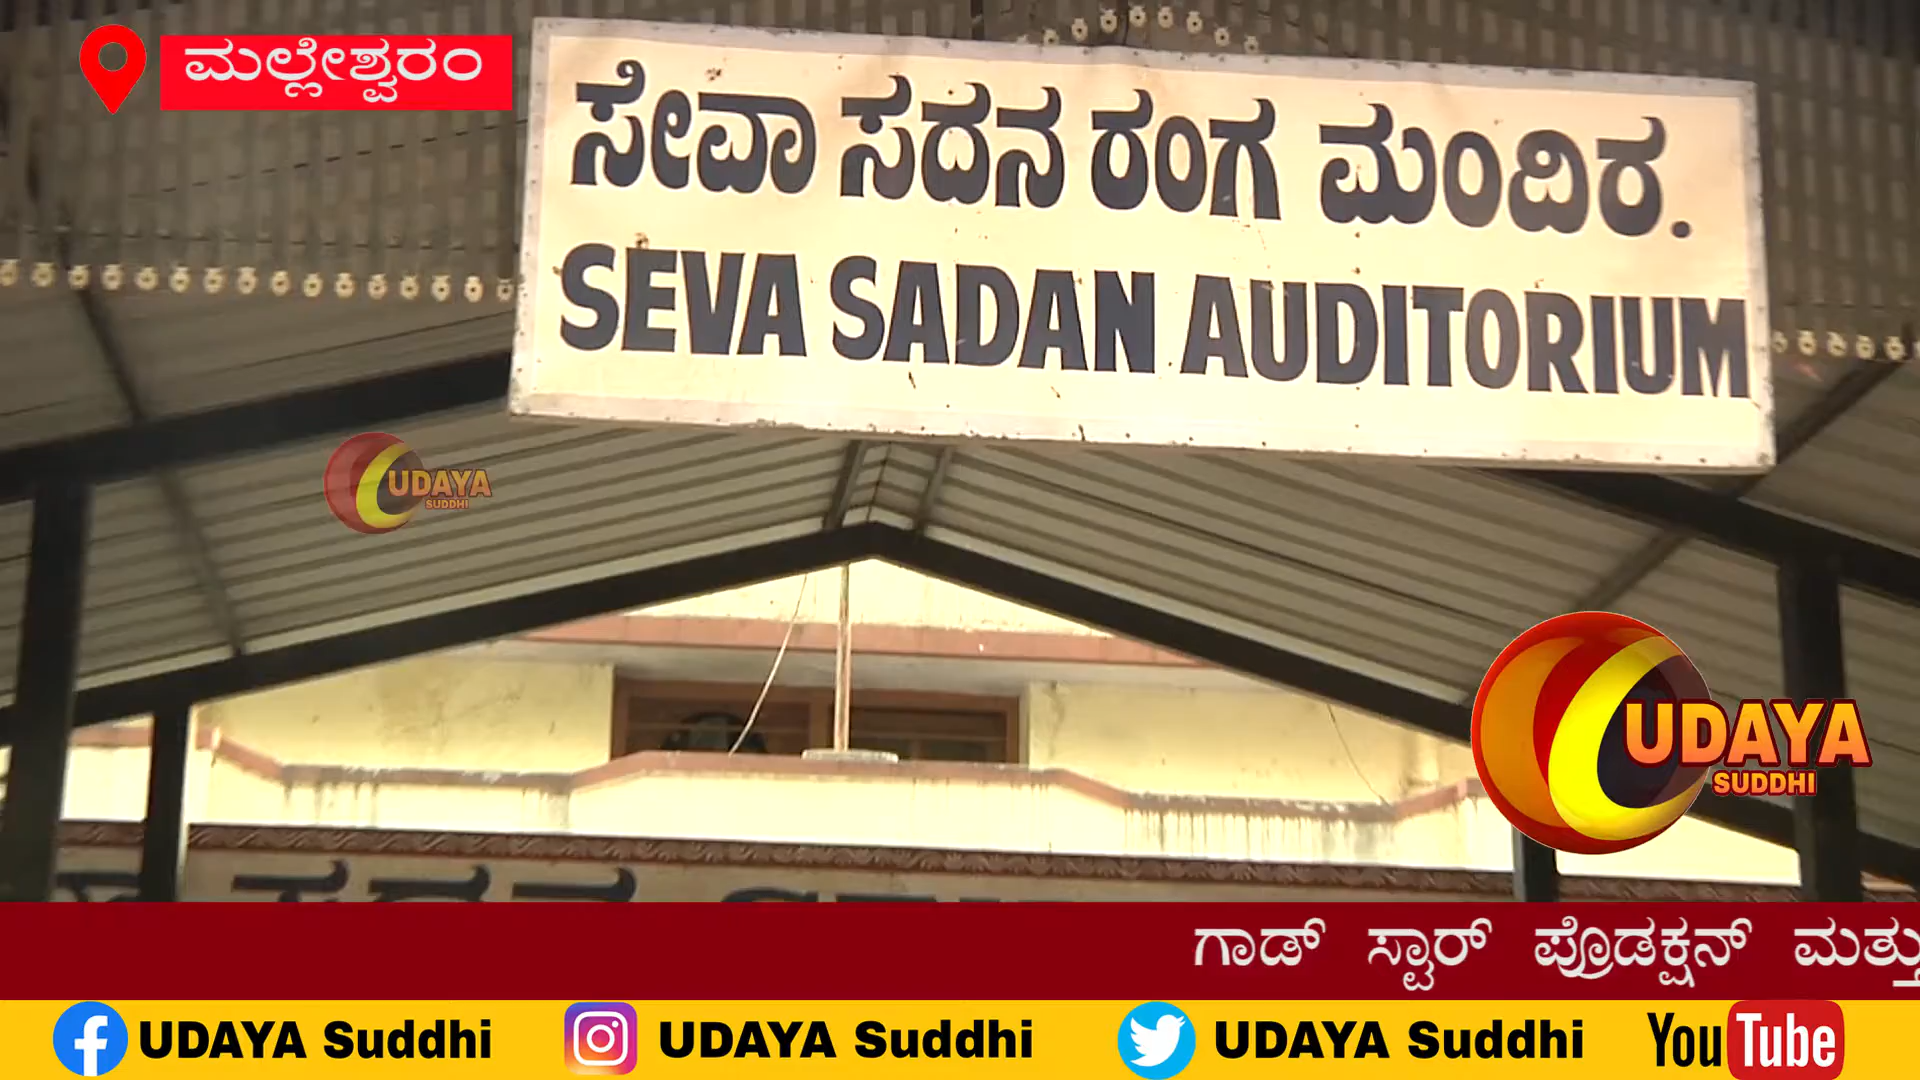 ಮಲ್ಲೇಶ್ವರಂ
ಸೇವಾ ಸದನ ರಂಗ ಮಂದಿರ.
SEVA SADAN AUDITORIUM
UDAYA
SUDDHI
UDAYA
SUDDHI
ಗಾಡ್ ಸ್ಟಾರ್ ಪ್ರೊಡಕ್ಷನ್ ಮತ್ತು
UDAYA Suddhi UDAYA Suddhi UDAYA Suddhi YouTube